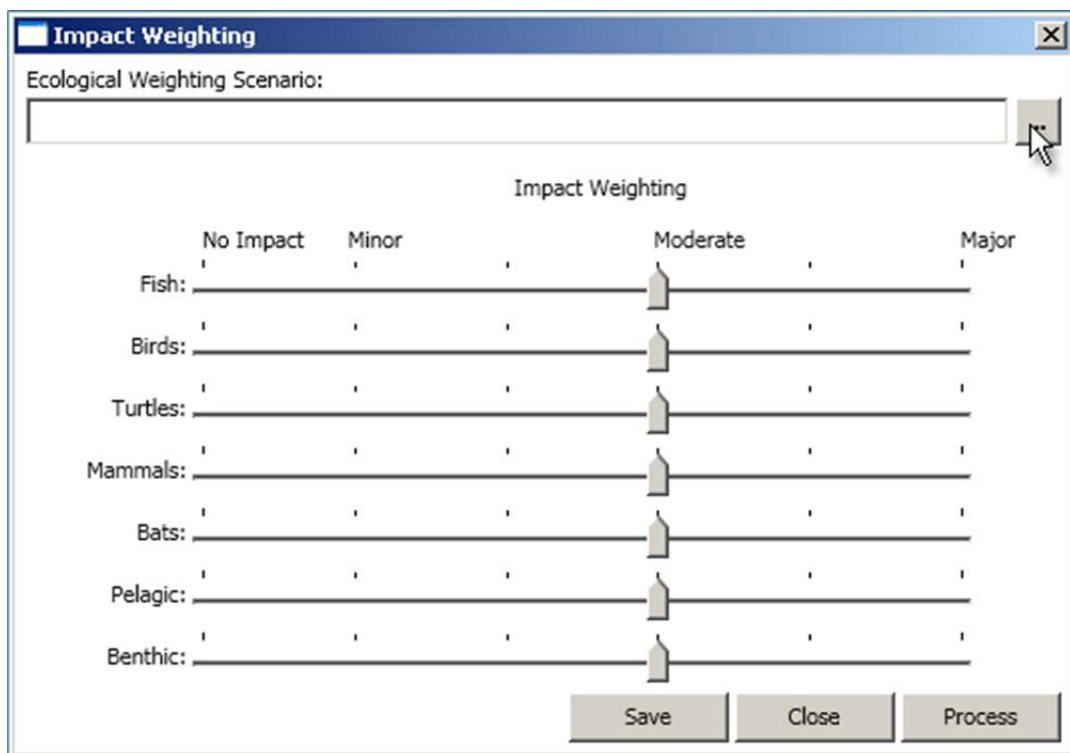 Impact Weighting
Ecological Weighting Scenario:
...
Impact Weighting
No Impact Minor Moderate Major
Fish:
Birds:
Turtles:
Mammals:
Bats:
Pelagic:
Benthic:
Save Close Process